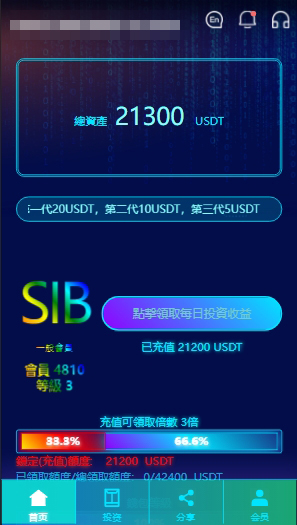 En
總資產 21300 USDT
第一代20USDT，第二代10USDT，第三代5USDT
SIB
點擊領取每日投資收益
一般會員
已充值 21200 USDT
會員 4810
等級 3
充值可領取倍數 3倍
33.3% 66.6%
鎖定(充值)額度: 21200 USDT
已領取額度/總領取額度: 0/42400 USDT
首页 投资 分享 会员